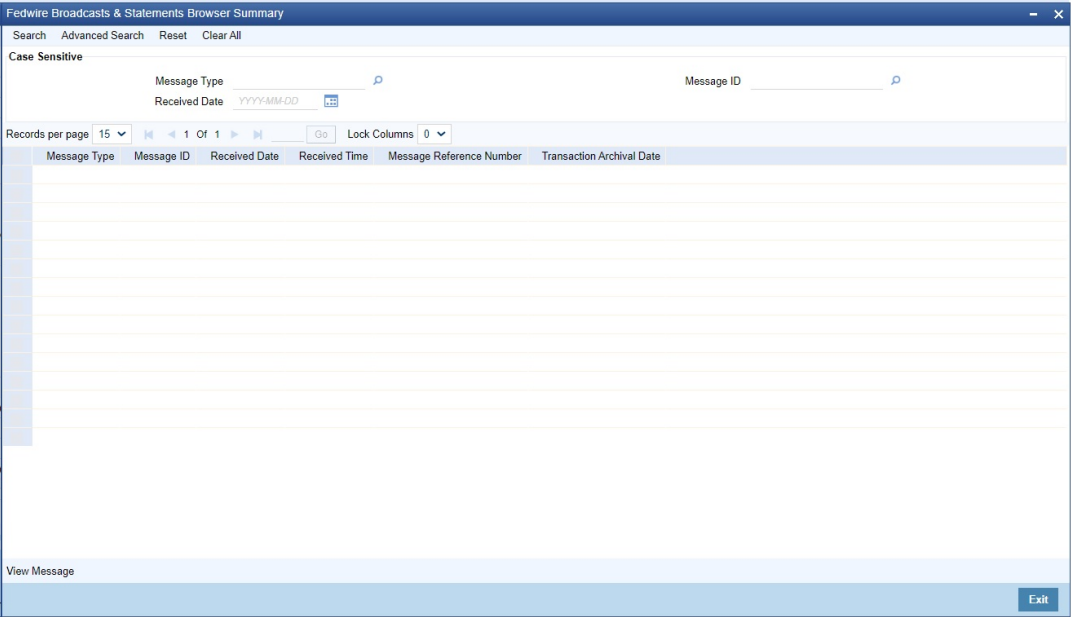 Fedwire Broadcasts & Statements Browser Summary
Search Advanced Search Reset Clear All
Case Sensitive
Message Type Message ID
Received Date YYYY-MM-DD
Records per page 15 1 Of 1 Go Lock Columns 0
Message Type Message ID Received Date Received Time Message Reference Number Transaction Archival Date
View Message
Exit